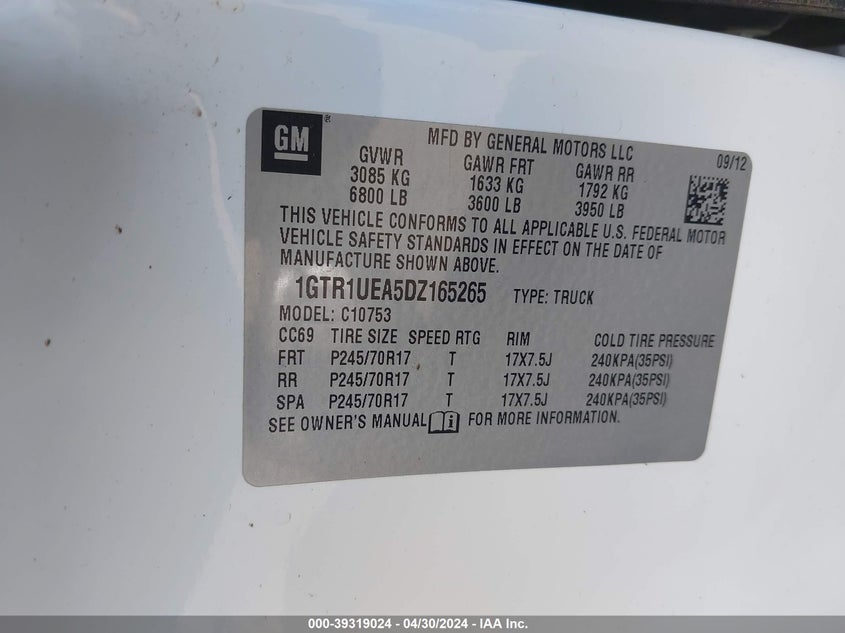 GM®
MFD BY GENERAL MOTORS LLC 09/12
GVWR GAWR FRT GAWR RR
3085 KG 1633 KG 1792 KG
6800 LB 3600 LB 3950 LB
THIS VEHICLE CONFORMS TO ALL APPLICABLE U.S. FEDERAL MOTOR
VEHICLE SAFETY STANDARDS IN EFFECT ON THE DATE OF
MANUFACTURE SHOWN ABOVE.
1GTR1UEA5DZ165265 TYPE: TRUCK
MODEL: C10753
CC69 TIRE SIZE SPEED RTG RIM COLD TIRE PRESSURE
FRT P245/70R17 T 17X7.5J 240KPA(35PSI)
RR P245/70R17 T 17X7.5J 240KPA(35PSI)
SPA P245/70R17 T 17X7.5J 240KPA(35PSI)
SEE OWNER'S MANUAL i FOR MORE INFORMATION.
000-39319024 - 04/30/2024 - IAA Inc.